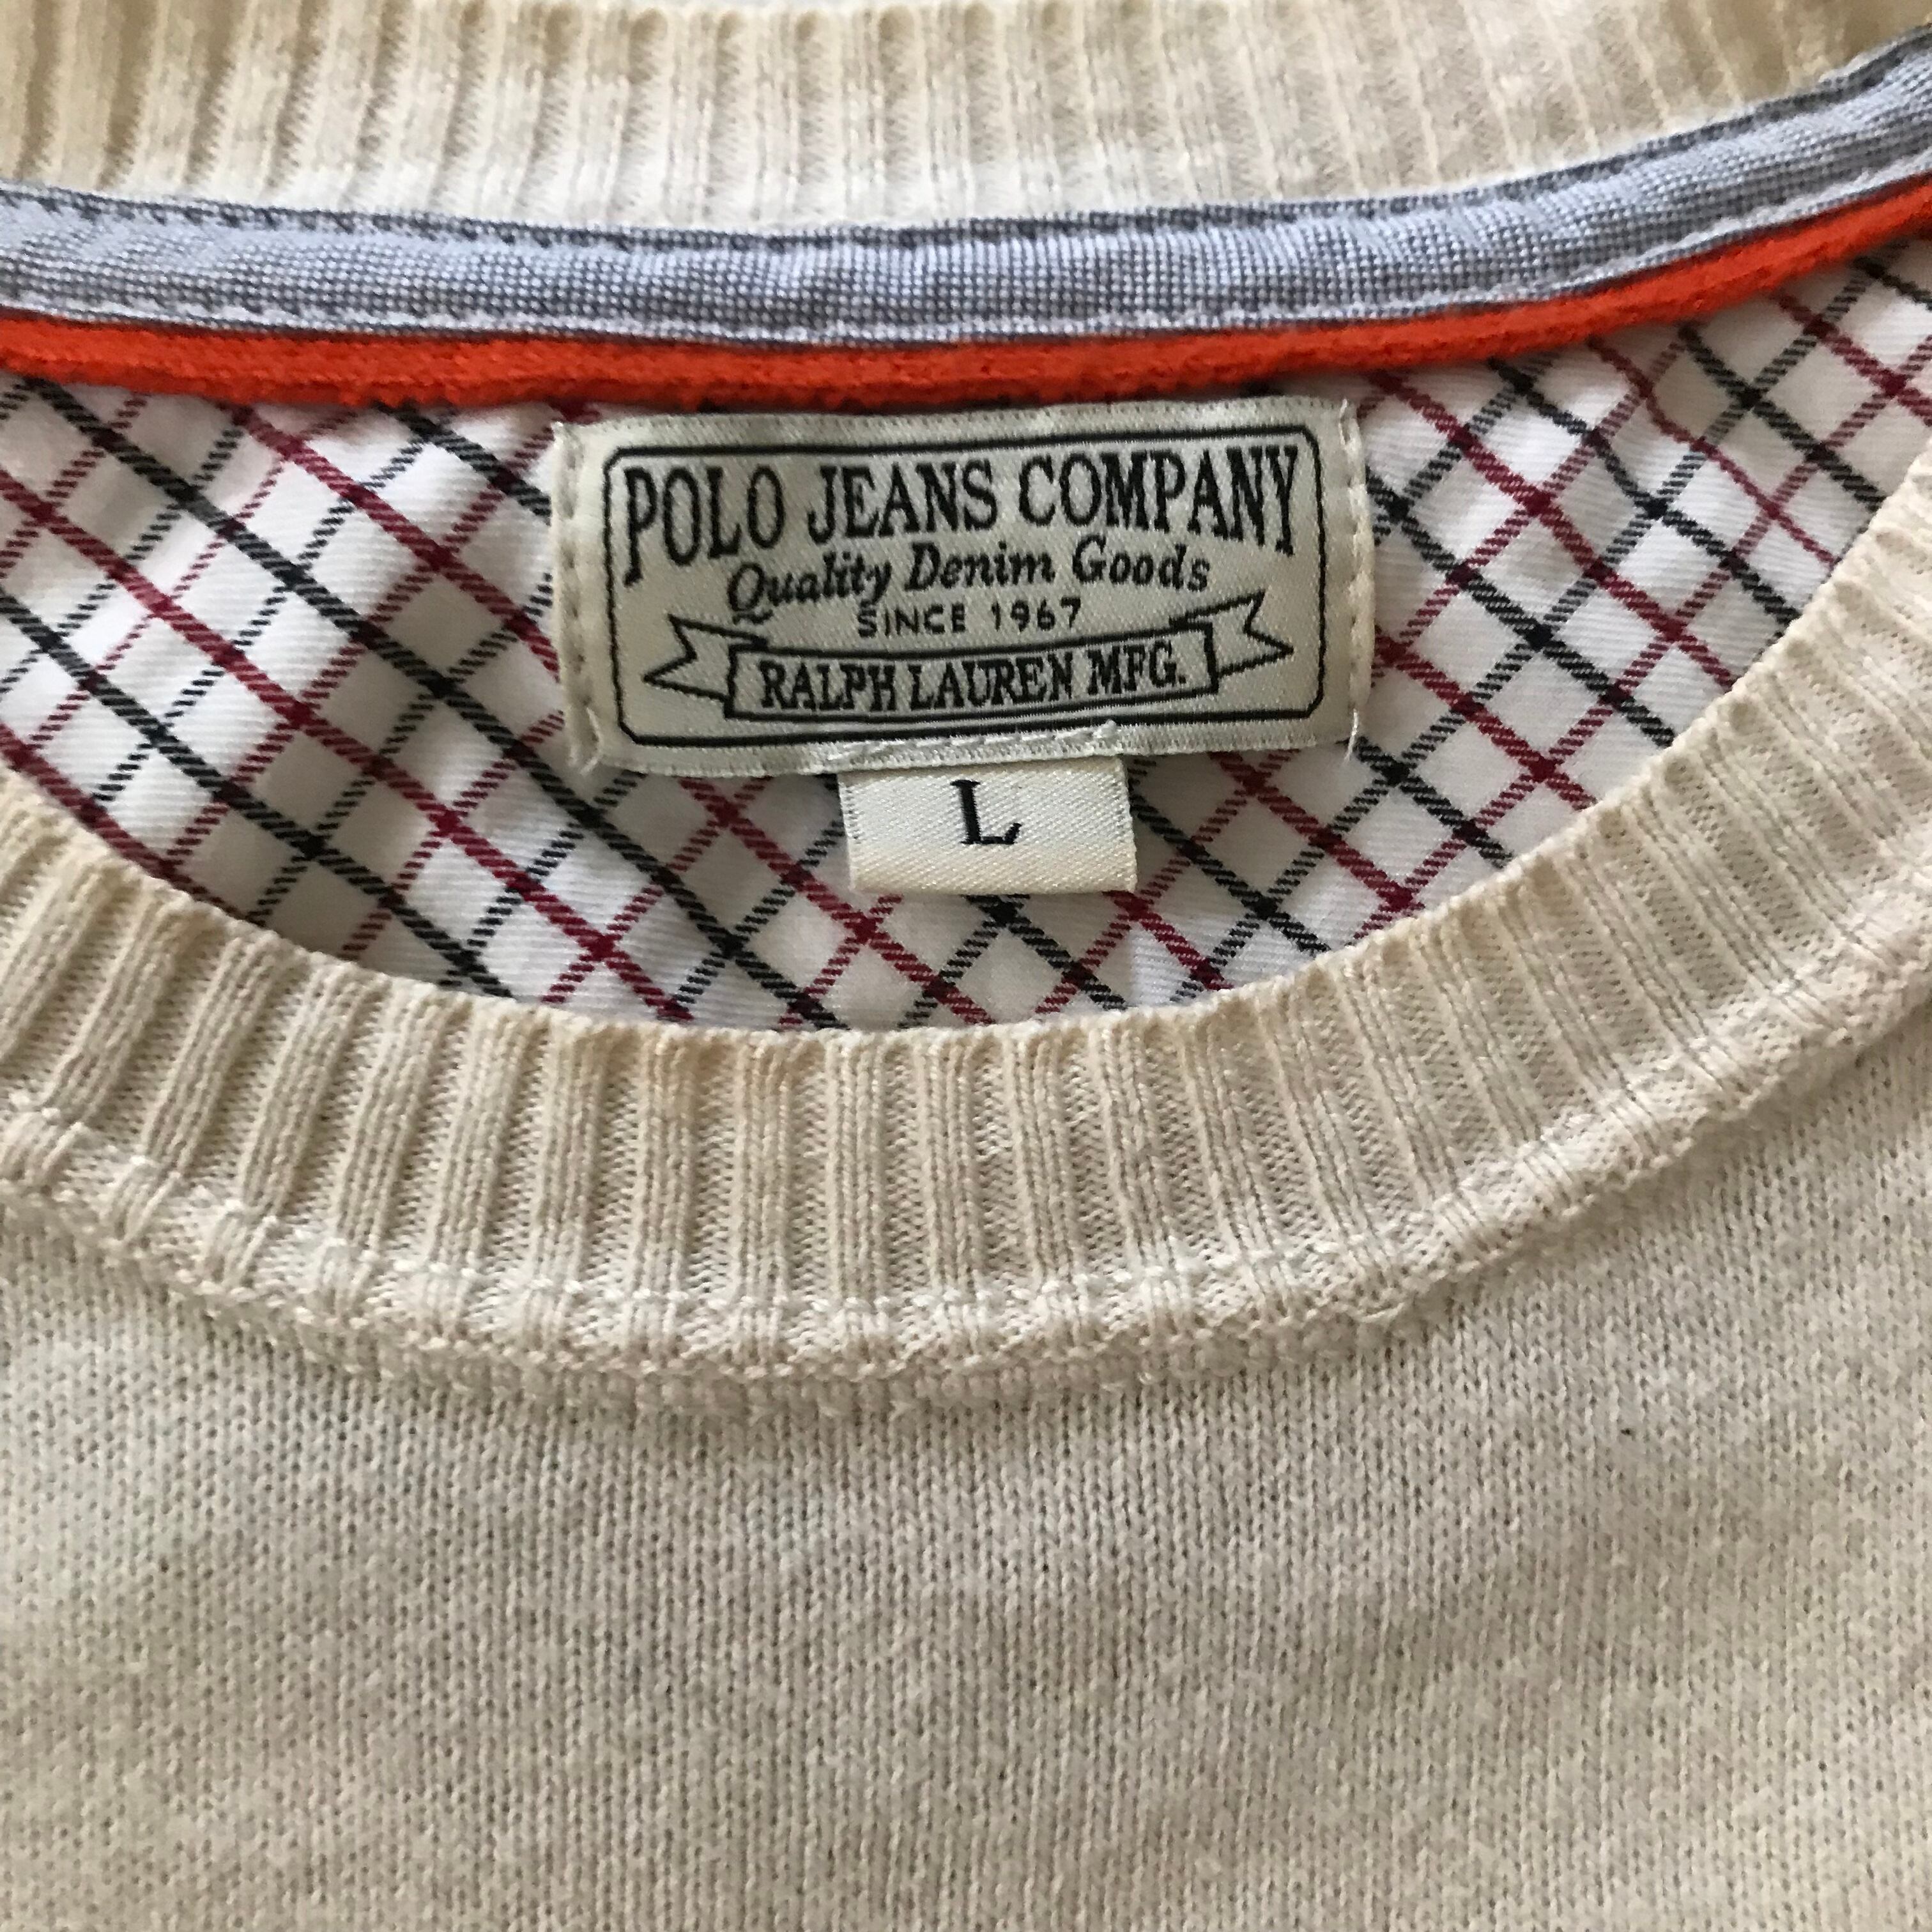 POLO JEANS COMPANY
Quality Denim Goods
SINCE 1967
RALPH LAUREN MFG.
L